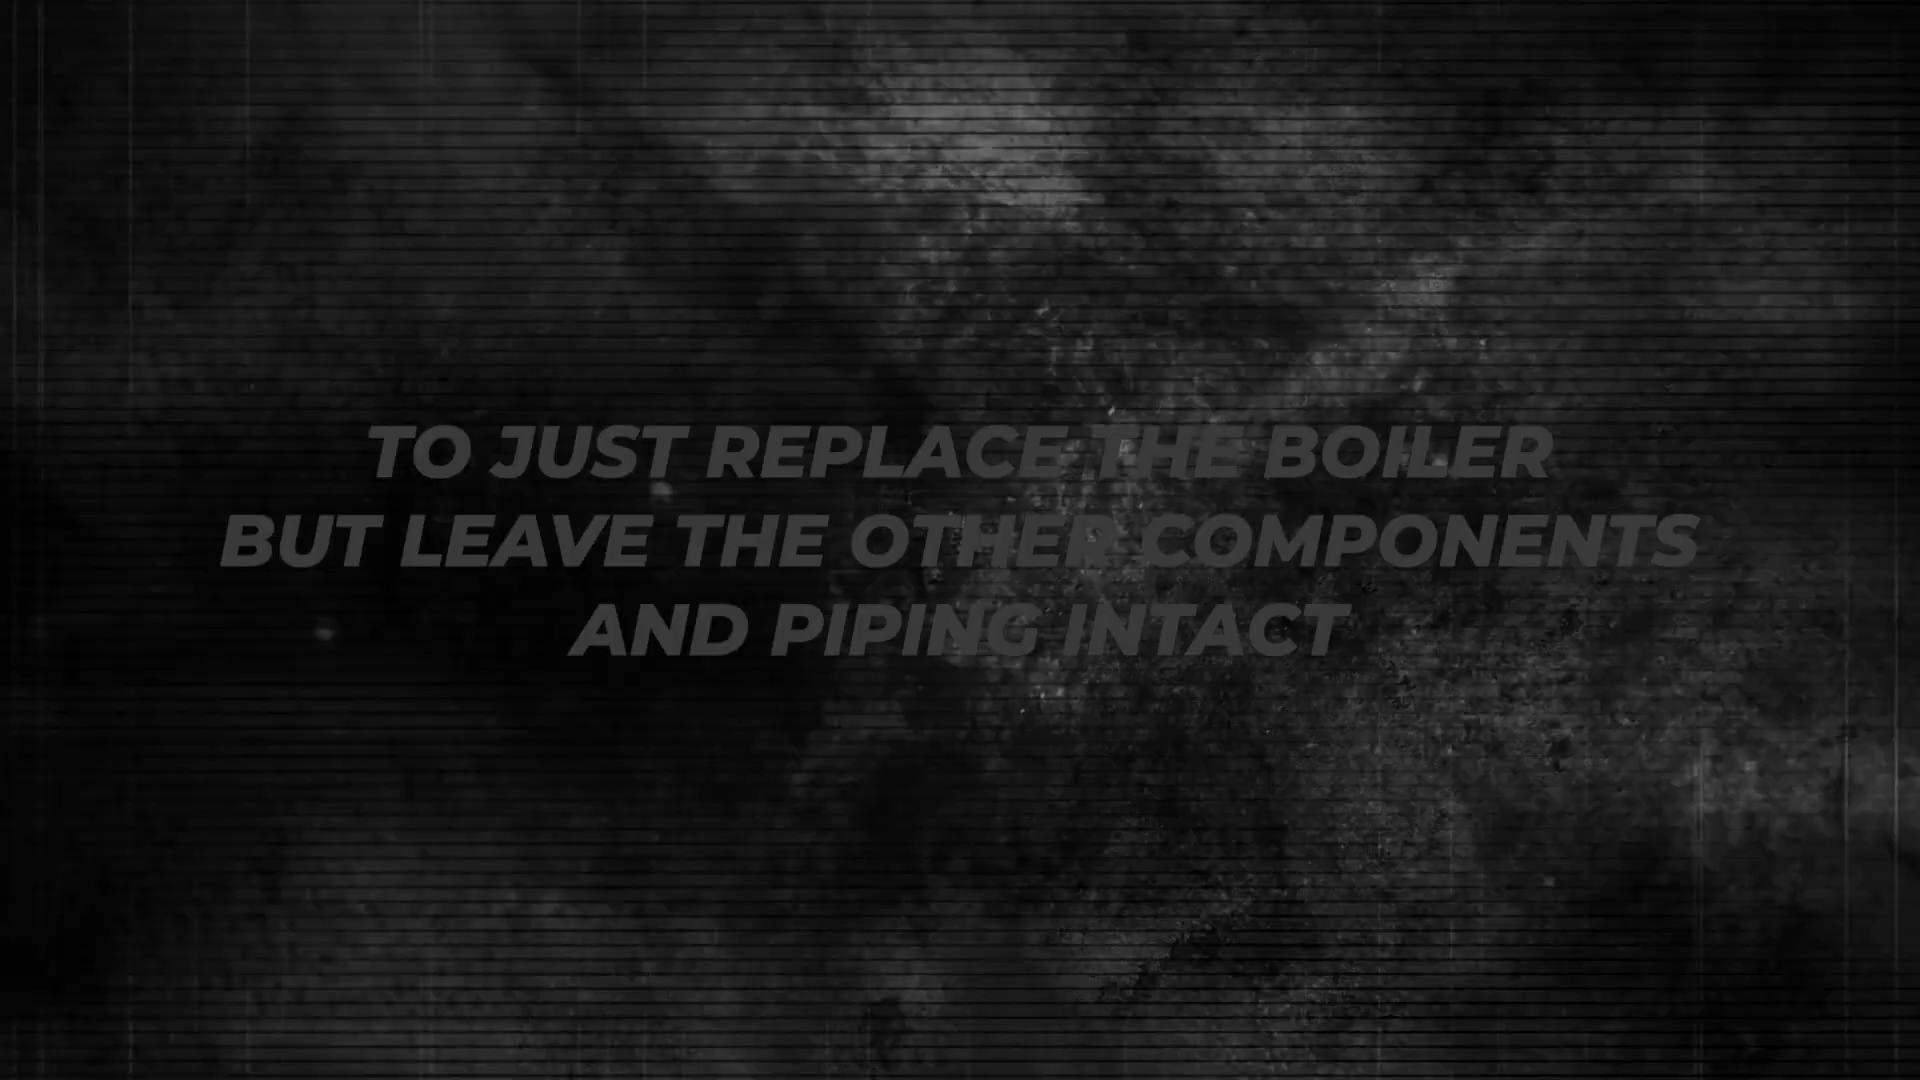 TO JUST REPLACE THE BOILER
BUT LEAVE THE OTHER COMPONENTS
AND PIPING INTACT